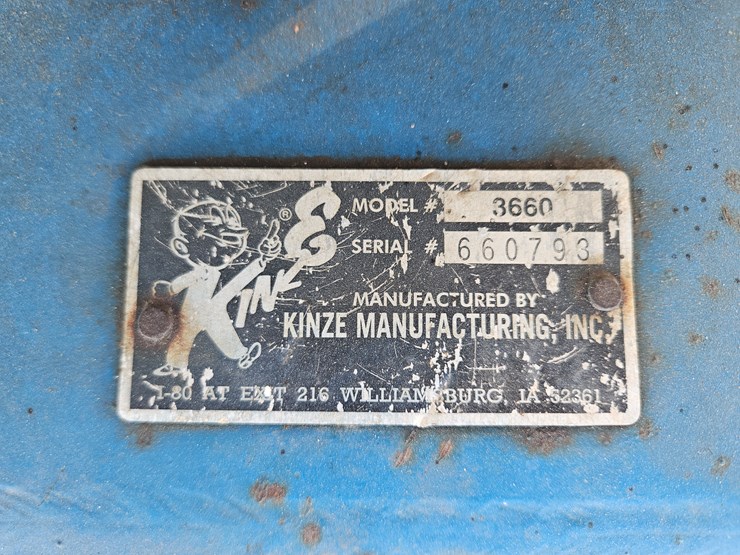 KINZE ®
MODEL # 3660
SERIAL # 660793
MANUFACTURED BY
KINZE MANUFACTURING, INC.
I-80 AT EXIT 216 WILLIAMSBURG, IA 52361